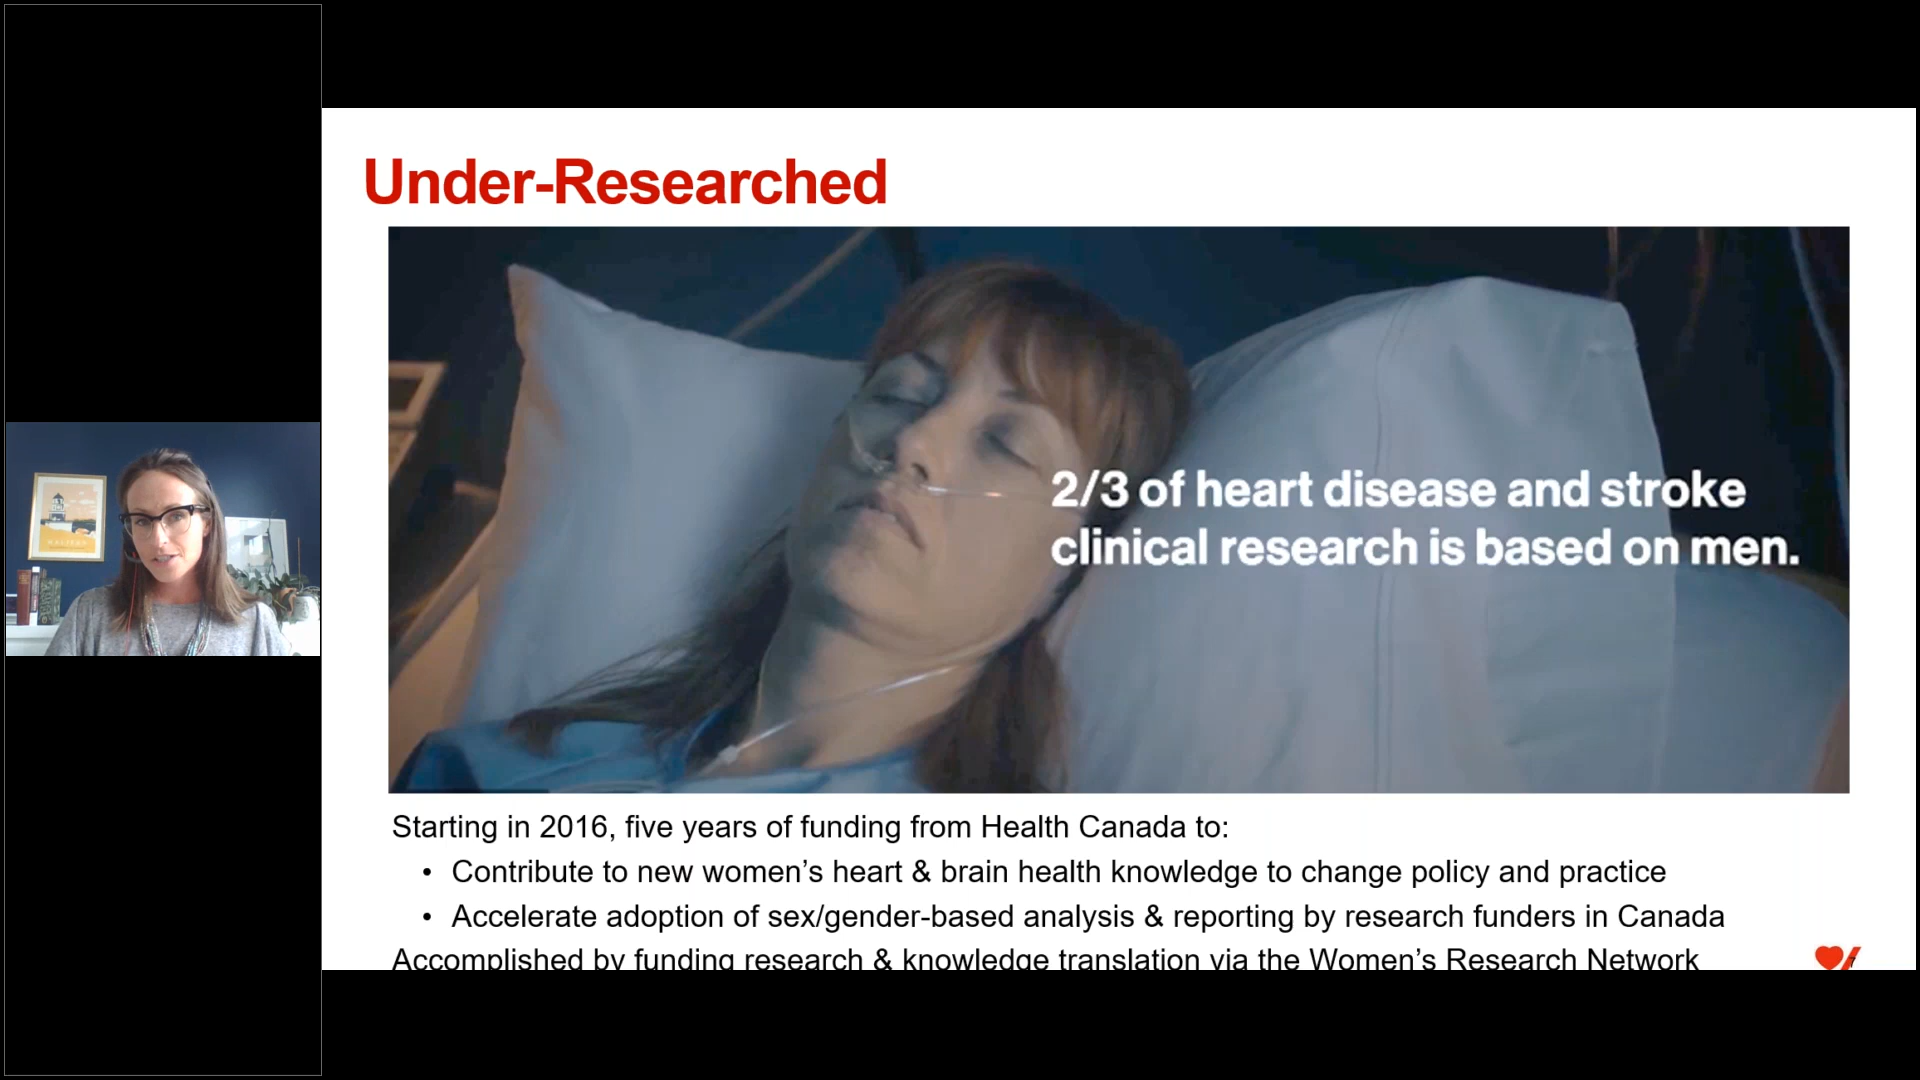 Under-Researched
2/3 of heart disease and stroke
clinical research is based on men.
Starting in 2016, five years of funding from Health Canada to:
• Contribute to new women’s heart & brain health knowledge to change policy and practice
• Accelerate adoption of sex/gender-based analysis & reporting by research funders in Canada
Accomplished by funding research & knowledge translation via the Women’s Research Network
7